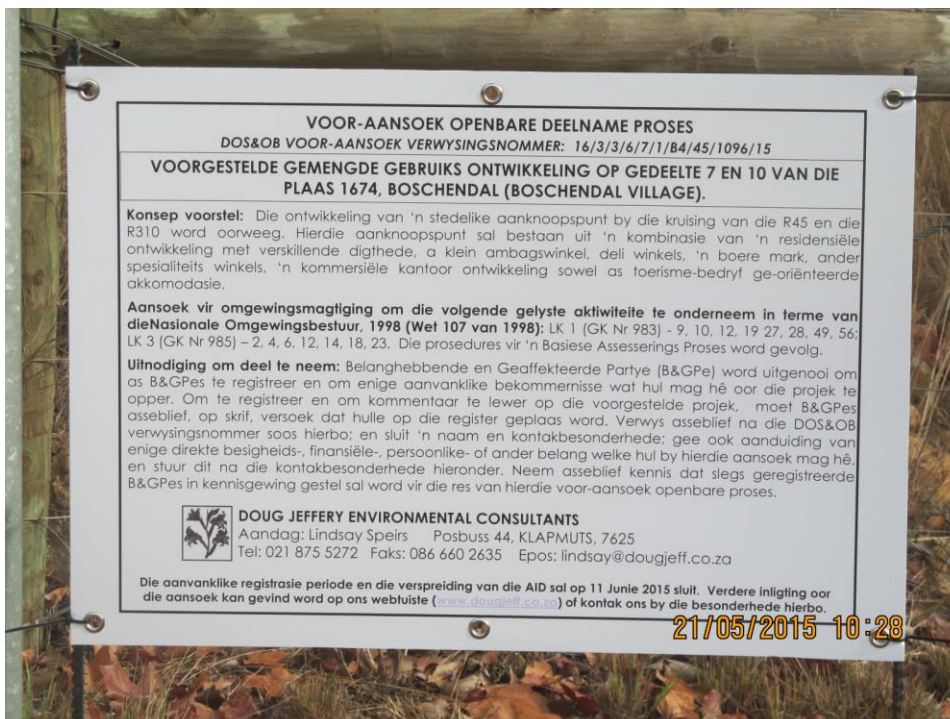 VOOR-AANSOEK OPENBARE DEELNAME PROSES
DOS&OB VOOR-AANSOEK VERWYSINGSNOMMER: 16/3/3/6/7/1/B4/45/1096/15
VOORGESTELDE GEMENGDE GEBRUIKS ONTWIKKELING OP GEDEELTE 7 EN 10 VAN DIE
PLAAS 1674, BOSCHENDAL (BOSCHENDAL VILLAGE).
Konsep voorstel: Die ontwikkeling van 'n stedelike aanknoopspunt by die kruising van die R45 en die
R310 word oorweeg. Hierdie aanknoopspunt sal bestaan uit 'n kombinasie van 'n residensiële
ontwikkeling met verskillende digthede, a klein ambagswinkel, deli winkels, 'n boere mark, ander
spesialiteits winkels, 'n kommersiële kantoor ontwikkeling sowel as toerisme-bedryf ge-oriënteerde
akkomodasie.
Aansoek vir omgewingsmagtiging om die volgende gelyste aktiwiteite te onderneem in terme van
dieNasionale Omgewingsbestuur, 1998 (Wet 107 van 1998): LK 1 (GK Nr 983) - 9, 10, 12, 19 27, 28, 49, 56;
LK 3 (GK Nr 985) – 2, 4, 6, 12, 14, 18, 23. Die prosedures vir 'n Basiese Assesserings Proses word gevolg.
Uitnodiging om deel te neem: Belanghebbende en Geaffekteerde Partye (B&GPe) word uitgenooi om
as B&GPes te registreer en om enige aanvanklike bekommernisse wat hul mag hê oor die projek te
opper. Om te registreer en om kommentaar te lewer op die voorgestelde projek, moet B&GPes
asseblief, op skrif, versoek dat hulle op die register geplaas word. Verwys asseblief na die DOS&OB
verwysingsnommer soos hierbo; en sluit 'n naam en kontakbesonderhede; gee ook aanduiding van
enige direkte besigheids-, finansiële-, persoonlike- of ander belang welke hul by hierdie aansoek mag hê,
en stuur dit na die kontakbesonderhede hieronder. Neem asseblief kennis dat slegs geregistreerde
B&GPes in kennisgewing gestel sal word vir die res van hierdie voor-aansoek openbare proses.
DOUG JEFFERY ENVIRONMENTAL CONSULTANTS
Aandag: Lindsay Speirs Posbuss 44, KLAPMUTS, 7625
Tel: 021 875 5272 Faks: 086 660 2635 Epos: lindsay@dougjeff.co.za
Die aanvanklike registrasie periode en die verspreiding van die AID sal op 11 Junie 2015 sluit. Verdere inligting oor
die aansoek kan gevind word op ons webtuiste (www.dougjeff.co.za) of kontak ons by die besonderhede hierbo.
21/05/2015 10:28